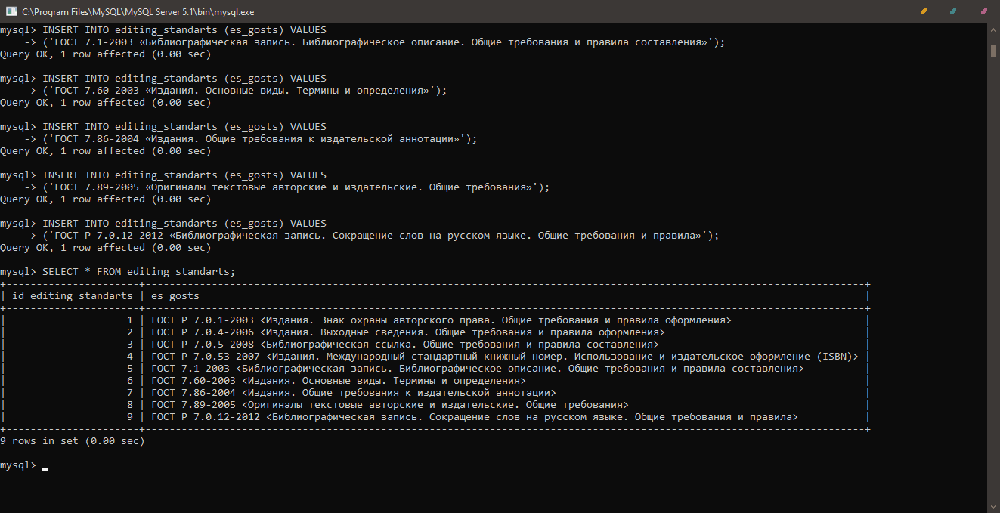 C:\Program Files\MySQL\MySQL Server 5.1\bin\mysql.exe
mysql> INSERT INTO editing_standarts (es_gosts) VALUES
    -> ('ГОСТ 7.1-2003 «Библиографическая запись. Библиографическое описание. Общие требования и правила составления»');
Query OK, 1 row affected (0.00 sec)
mysql> INSERT INTO editing_standarts (es_gosts) VALUES
    -> ('ГОСТ 7.60-2003 «Издания. Основные виды. Термины и определения»');
Query OK, 1 row affected (0.00 sec)
mysql> INSERT INTO editing_standarts (es_gosts) VALUES
    -> ('ГОСТ 7.86-2004 «Издания. Общие требования к издательской аннотации»');
Query OK, 1 row affected (0.00 sec)
mysql> INSERT INTO editing_standarts (es_gosts) VALUES
    -> ('ГОСТ 7.89-2005 «Оригиналы текстовые авторские и издательские. Общие требования»');
Query OK, 1 row affected (0.00 sec)
mysql> INSERT INTO editing_standarts (es_gosts) VALUES
    -> ('ГОСТ Р 7.0.12-2012 «Библиографическая запись. Сокращение слов на русском языке. Общие требования и правила»');
Query OK, 1 row affected (0.00 sec)
mysql> SELECT * FROM editing_standarts;
| id_editing_standarts | es_gosts |
| 1 | ГОСТ Р 7.0.1-2003 <Издания. Знак охраны авторского права. Общие требования и правила оформления> |
| 2 | ГОСТ Р 7.0.4-2006 <Издания. Выходные сведения. Общие требования и правила оформления> |
| 3 | ГОСТ Р 7.0.5-2008 <Библиографическая ссылка. Общие требования и правила составления> |
| 4 | ГОСТ Р 7.0.53-2007 <Издания. Международный стандартный книжный номер. Использование и издательское оформление (ISBN)> |
| 5 | ГОСТ 7.1-2003 <Библиографическая запись. Библиографическое описание. Общие требования и правила составления> |
| 6 | ГОСТ 7.60-2003 <Издания. Основные виды. Термины и определения> |
| 7 | ГОСТ 7.86-2004 <Издания. Общие требования к издательской аннотации> |
| 8 | ГОСТ 7.89-2005 <Оригиналы текстовые авторские и издательские. Общие требования> |
| 9 | ГОСТ Р 7.0.12-2012 <Библиографическая запись. Сокращение слов на русском языке. Общие требования и правила> |
9 rows in set (0.00 sec)
mysql>